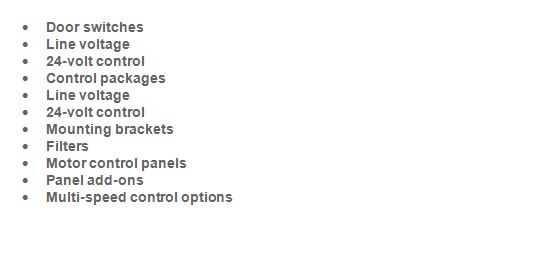 • Door switches
• Line voltage
• 24-volt control
• Control packages
• Line voltage
• 24-volt control
• Mounting brackets
• Filters
• Motor control panels
• Panel add-ons
• Multi-speed control options